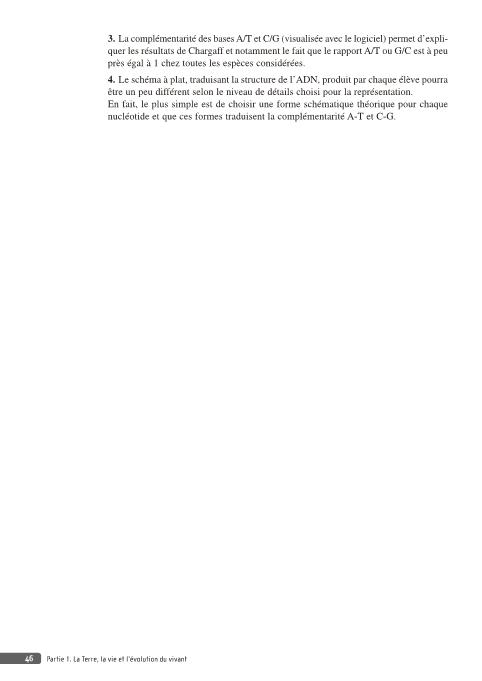 3. La complémentarité des bases A/T et C/G (visualisée avec le logiciel) permet d'expli-
quer les résultats de Chargaff et notamment le fait que le rapport A/T ou G/C est à peu
près égal à 1 chez toutes les espèces considérées.
4. Le schéma à plat, traduisant la structure de l'ADN, produit par chaque élève pourra
être un peu différent selon le niveau de détails choisi pour la représentation.
En fait, le plus simple est de choisir une forme schématique théorique pour chaque
nucléotide et que ces formes traduisent la complémentarité A-T et C-G.
46 Partie 1. La Terre, la vie et l'évolution du vivant